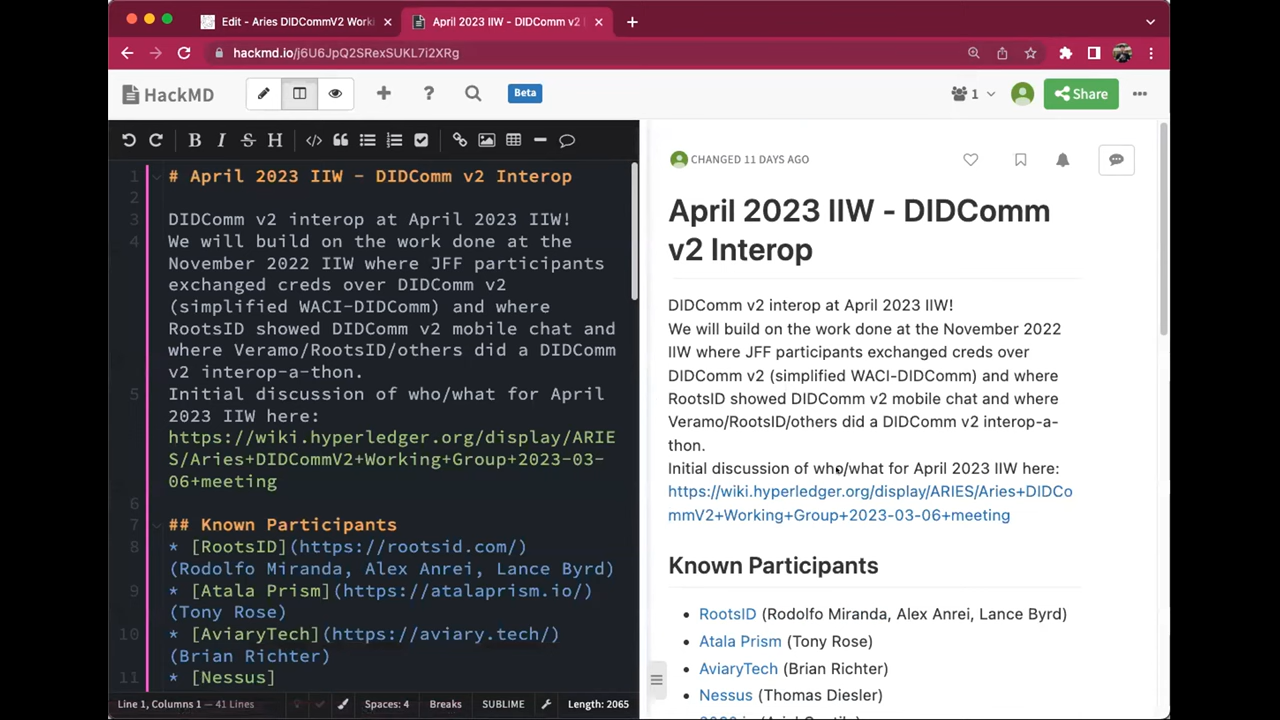 Edit - Aries DIDCommV2 Worki
April 2023 IIW - DIDComm v2 I
hackmd.io/j6U6JpQ2SRexSUKL7i2XRg
HackMD
Beta
1
Share
B I S H
1 # April 2023 IIW - DIDComm v2 Interop
2
3 DIDComm v2 interop at April 2023 IIW!
4 We will build on the work done at the
November 2022 IIW where JFF participants
exchanged creds over DIDComm v2
(simplified WACI-DIDComm) and where
RootsID showed DIDComm v2 mobile chat and
where Veramo/RootsID/others did a DIDComm
v2 interop-a-thon.
5 Initial discussion of who/what for April
2023 IIW here:
https://wiki.hyperledger.org/display/ARIE
S/Aries+DIDCommV2+Working+Group+2023-03-
06+meeting
6
7 ## Known Participants
8 * [RootsID](https://rootsid.com/)
(Rodolfo Miranda, Alex Anrei, Lance Byrd)
9 * [Atala Prism](https://atalaprism.io/)
(Tony Rose)
10 * [AviaryTech](https://aviary.tech/)
(Brian Richter)
11 * [Nessus]
Line 1, Columns 1 — 41 Lines
Spaces: 4
Breaks
SUBLIME
Length: 2065
CHANGED 11 DAYS AGO
April 2023 IIW - DIDComm
v2 Interop
DIDComm v2 interop at April 2023 IIW!
We will build on the work done at the November 2022
IIW where JFF participants exchanged creds over
DIDComm v2 (simplified WACI-DIDComm) and where
RootsID showed DIDComm v2 mobile chat and where
Veramo/RootsID/others did a DIDComm v2 interop-a-
thon.
Initial discussion of who/what for April 2023 IIW here:
https://wiki.hyperledger.org/display/ARIES/Aries+DIDCo
mmV2+Working+Group+2023-03-06+meeting
Known Participants
• RootsID (Rodolfo Miranda, Alex Anrei, Lance Byrd)
• Atala Prism (Tony Rose)
• AviaryTech (Brian Richter)
• Nessus (Thomas Diesler)